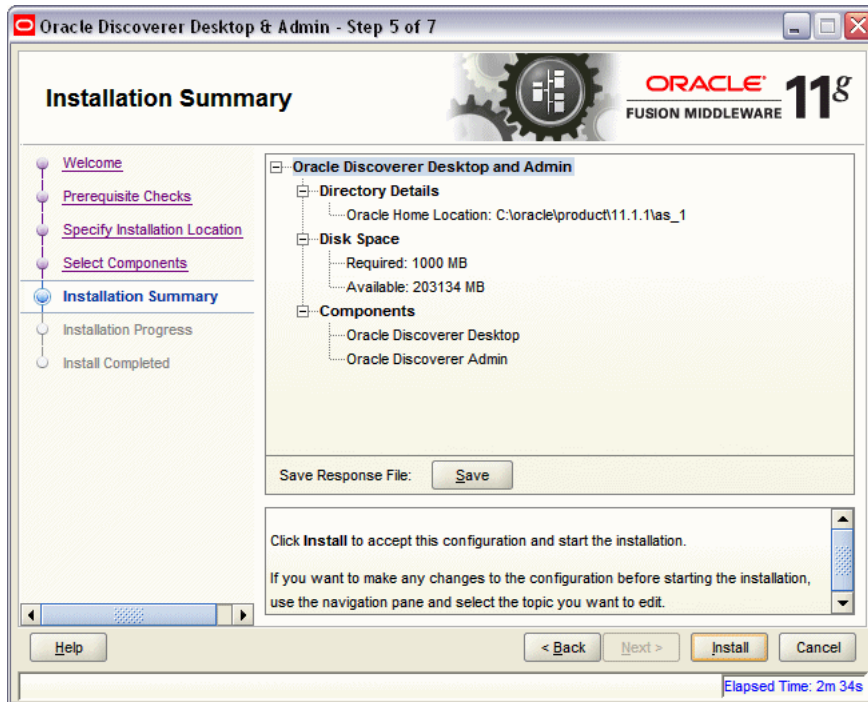 Oracle Discoverer Desktop & Admin - Step 5 of 7
Installation Summary
ORACLE®
FUSION MIDDLEWARE
11g
Welcome
Prerequisite Checks
Specify Installation Location
Select Components
Installation Summary
Installation Progress
Install Completed
Oracle Discoverer Desktop and Admin
Directory Details
Oracle Home Location: C:\oracle\product\11.1.1\as_1
Disk Space
Required: 1000 MB
Available: 203134 MB
Components
Oracle Discoverer Desktop
Oracle Discoverer Admin
Save Response File: Save
Click Install to accept this configuration and start the installation.
If you want to make any changes to the configuration before starting the installation,
use the navigation pane and select the topic you want to edit.
Help < Back Next > Install Cancel
Elapsed Time: 2m 34s